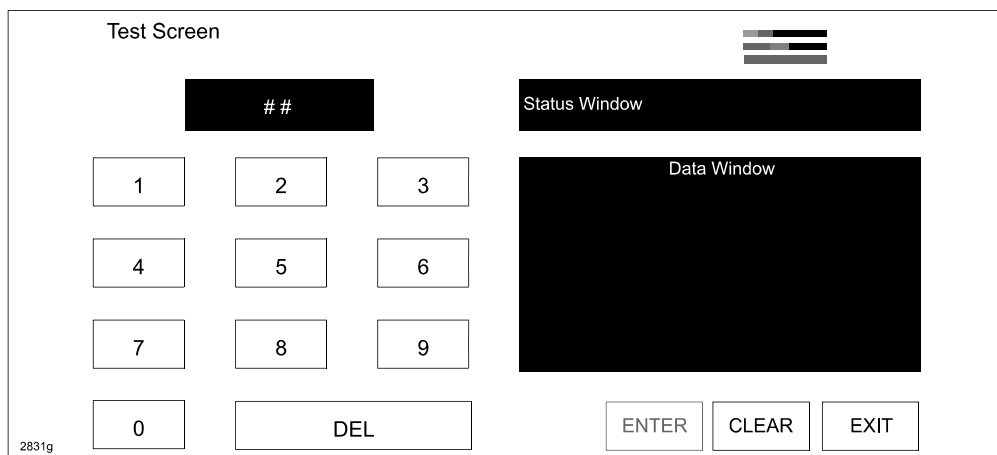 Test Screen
# #
Status Window
Data Window
1 2 3
4 5 6
7 8 9
0 DEL
ENTER CLEAR EXIT
2831g